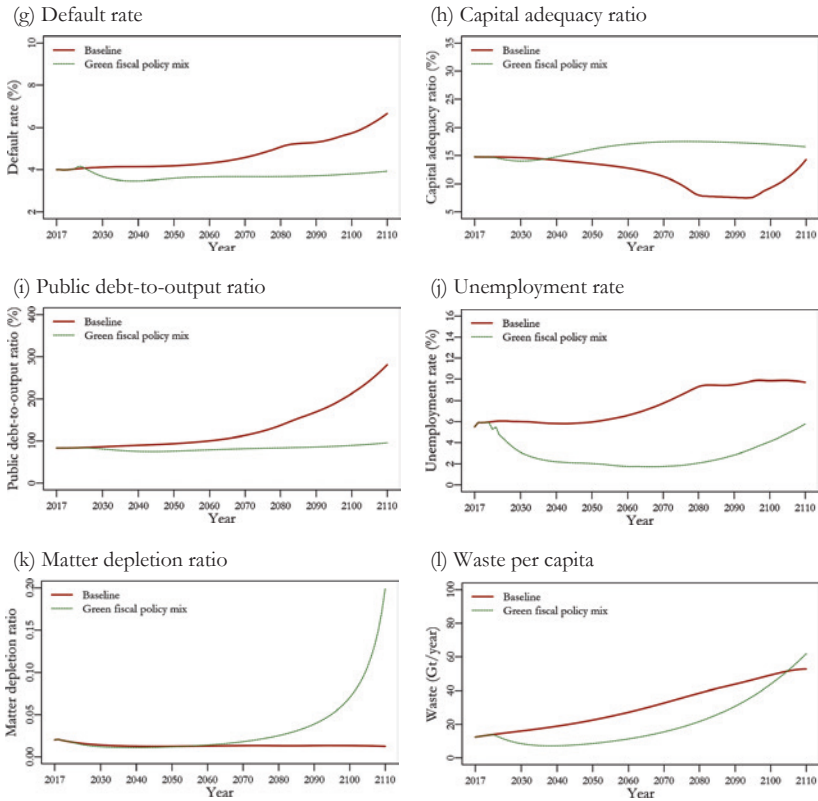 (g) Default rate
Default rate (%)
10
8
6
4
2
Baseline
Green fiscal policy mix
2017 2030 2040 2050 2060 2070 2080 2090 2100 2110
Year
(h) Capital adequacy ratio
Capital adequacy ratio (%)
35
30
25
20
15
10
5
Baseline
Green fiscal policy mix
2017 2030 2040 2050 2060 2070 2080 2090 2100 2110
Year
(i) Public debt-to-output ratio
Public debt-to-output ratio (%)
400
300
200
100
0
Baseline
Green fiscal policy mix
2017 2030 2040 2050 2060 2070 2080 2090 2100 2110
Year
(j) Unemployment rate
Unemployment rate (%)
16
14
12
10
8
6
4
2
0
Baseline
Green fiscal policy mix
2017 2030 2040 2050 2060 2070 2080 2090 2100 2110
Year
(k) Matter depletion ratio
Matter depletion ratio
0.20
0.15
0.10
0.05
0.00
Baseline
Green fiscal policy mix
2017 2030 2040 2050 2060 2070 2080 2090 2100 2110
Year
(l) Waste per capita
Waste (Gt/year)
100
80
60
40
20
0
Baseline
Green fiscal policy mix
2017 2030 2040 2050 2060 2070 2080 2090 2100 2110
Year